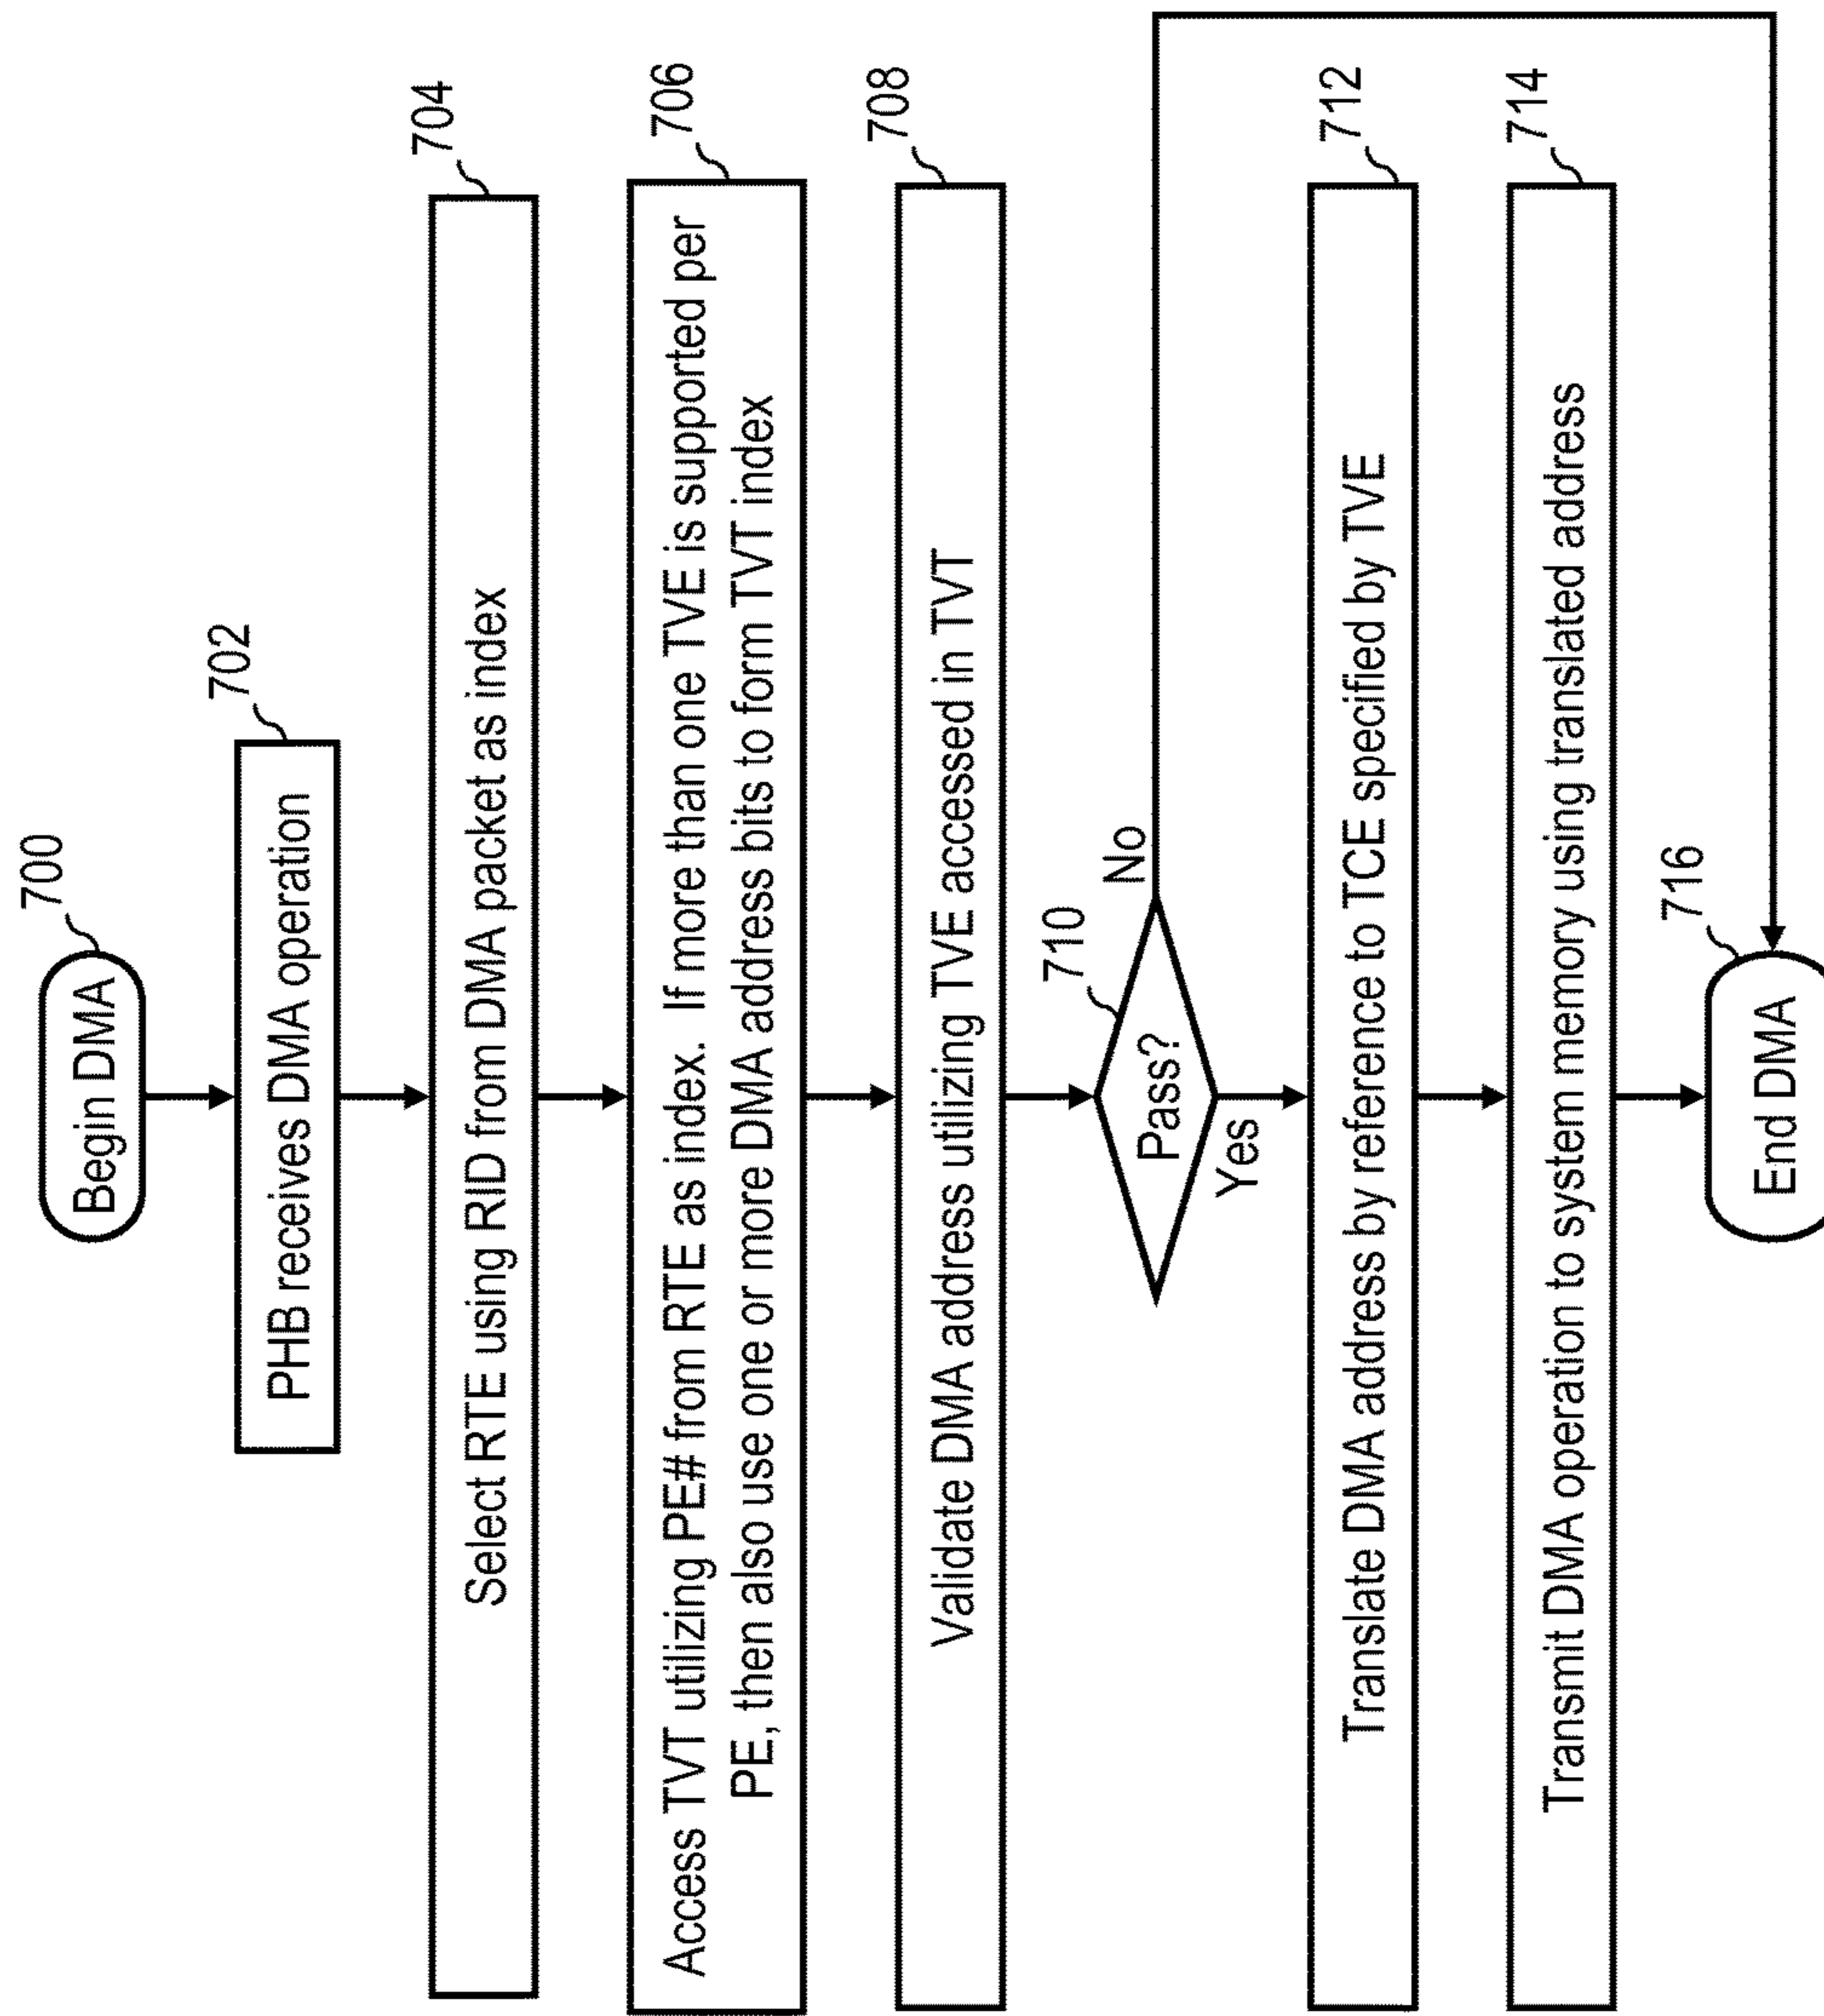 700
Begin DMA
702
PHB receives DMA operation
704
Select RTE using RID from DMA packet as index
706
Access TVT utilizing PE# from RTE as index. If more than one TVE is supported per
PE, then also use one or more DMA address bits to form TVT index
708
Validate DMA address utilizing TVE accessed in TVT
710
Pass?
No
Yes
712
Translate DMA address by reference to TCE specified by TVE
714
Transmit DMA operation to system memory using translated address
716
End DMA